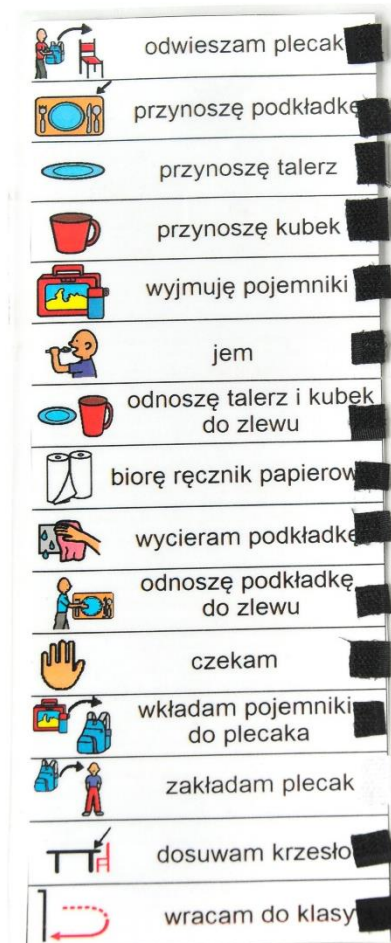 odwieszam plecak
przynoszę podkładkę
przynoszę talerz
przynoszę kubek
wyjmuję pojemniki
jem
odnoszę talerz i kubek
do zlewu
biorę ręcznik papierow
wycieram podkładkę
odnoszę podkładkę
do zlewu
czekam
wkładam pojemniki
do plecaka
zakładam plecak
dosuwam krzesło
wracam do klasy